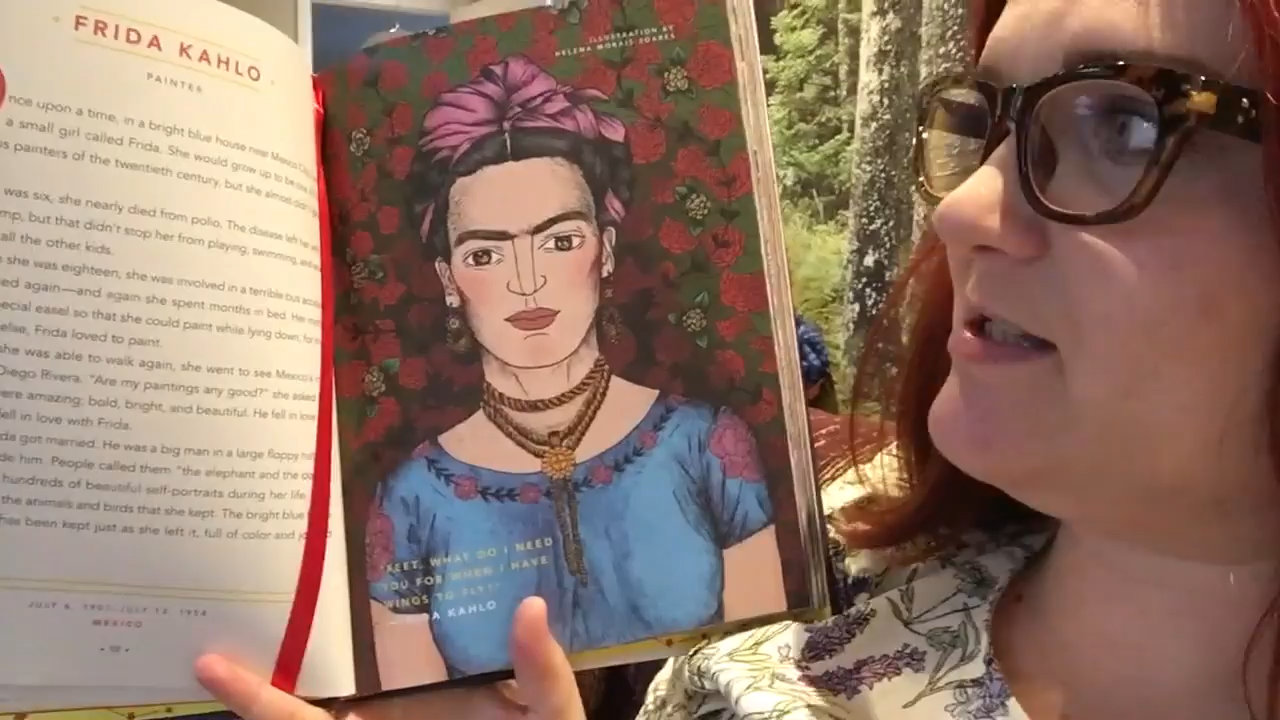 FRIDA KAHLO
PAINTER
nce upon a time, in a bright blue house near Mexico
a small girl called Frida. She would grow up to be
s painters of the twentieth century, but she almost
was six, she nearly died from polio. The disease left
mp, but that didn't stop her from playing, swimming,
all the other kids.
she was eighteen, she was involved in a terrible bus
ed again—and again she spent months in bed. Her
ecial easel so that she could paint while lying down, for
else, Frida loved to paint.
she was able to walk again, she went to see Mexico's
Diego Rivera. "Are my paintings any good?" she asked
ere amazing: bold, bright, and beautiful. He fell in love
ell in love with Frida.
da got married. He was a big man in a large floppy
de him. People called them "the elephant and the
hundreds of beautiful self-portraits during her life
the animals and birds that she kept. The bright blue
has been kept just as she left it, full of color and
JULY 6, 1907–JULY 13, 1954
MEXICO
ILLUSTRATION BY
HELENA MORAIS SOARES
"FEET, WHAT DO I NEED
YOU FOR WHEN I HAVE
WINGS TO FLY?"
A KAHLO